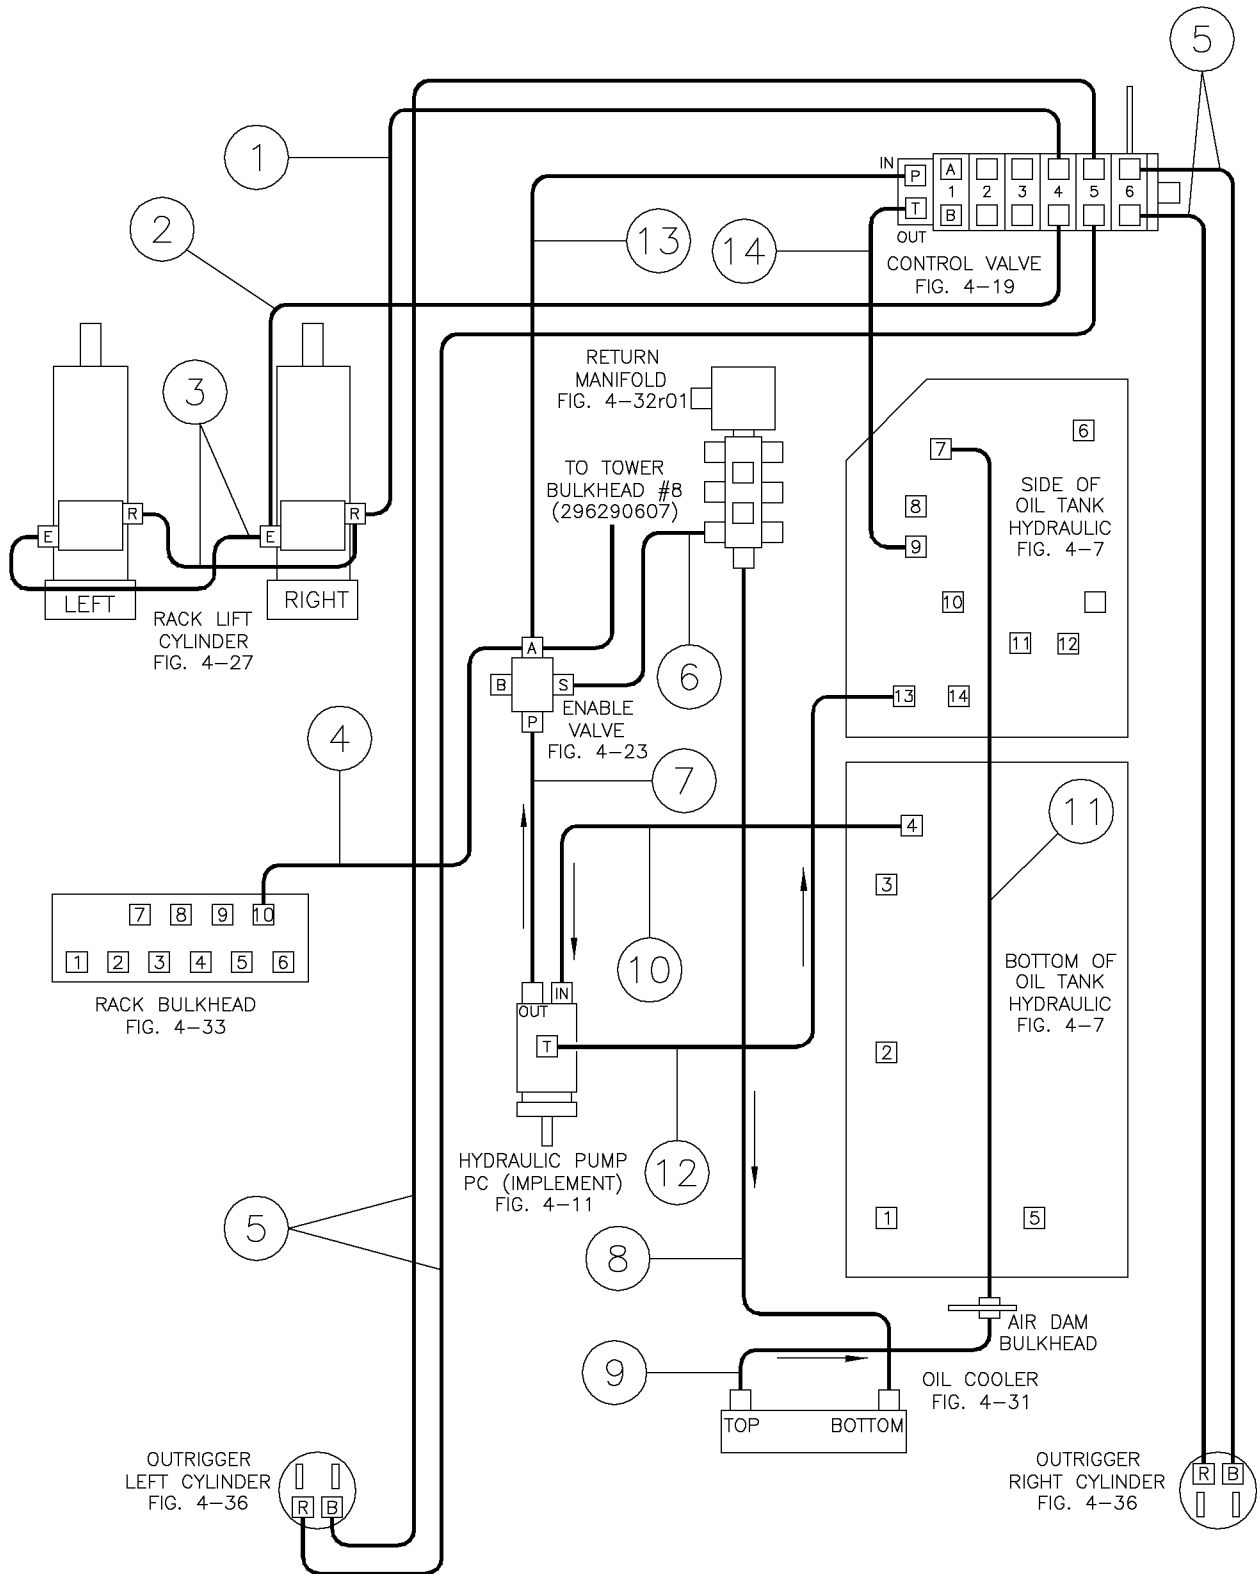 5
1
IN
P
A
1
2
3
4
5
6
T
B
OUT
2
13
14
CONTROL VALVE
FIG. 4-19
3
RETURN
MANIFOLD
FIG. 4-32r01
7
6
TO TOWER
BULKHEAD #8
(296290607)
SIDE OF
OIL TANK
HYDRAULIC
FIG. 4-7
8
9
R
R
E
E
LEFT
RIGHT
10
RACK LIFT
CYLINDER
FIG. 4-27
11
12
A
B
S
P
6
13
14
ENABLE
VALVE
FIG. 4-23
4
7
11
4
3
7
8
9
10
1
2
3
4
5
6
RACK BULKHEAD
FIG. 4-33
10
BOTTOM OF
OIL TANK
HYDRAULIC
FIG. 4-7
OUT
IN
T
2
HYDRAULIC PUMP
PC (IMPLEMENT)
FIG. 4-11
12
5
8
1
5
AIR DAM
BULKHEAD
9
OIL COOLER
FIG. 4-31
TOP
BOTTOM
OUTRIGGER
LEFT CYLINDER
FIG. 4-36
R
B
OUTRIGGER
RIGHT CYLINDER
FIG. 4-36
R
B